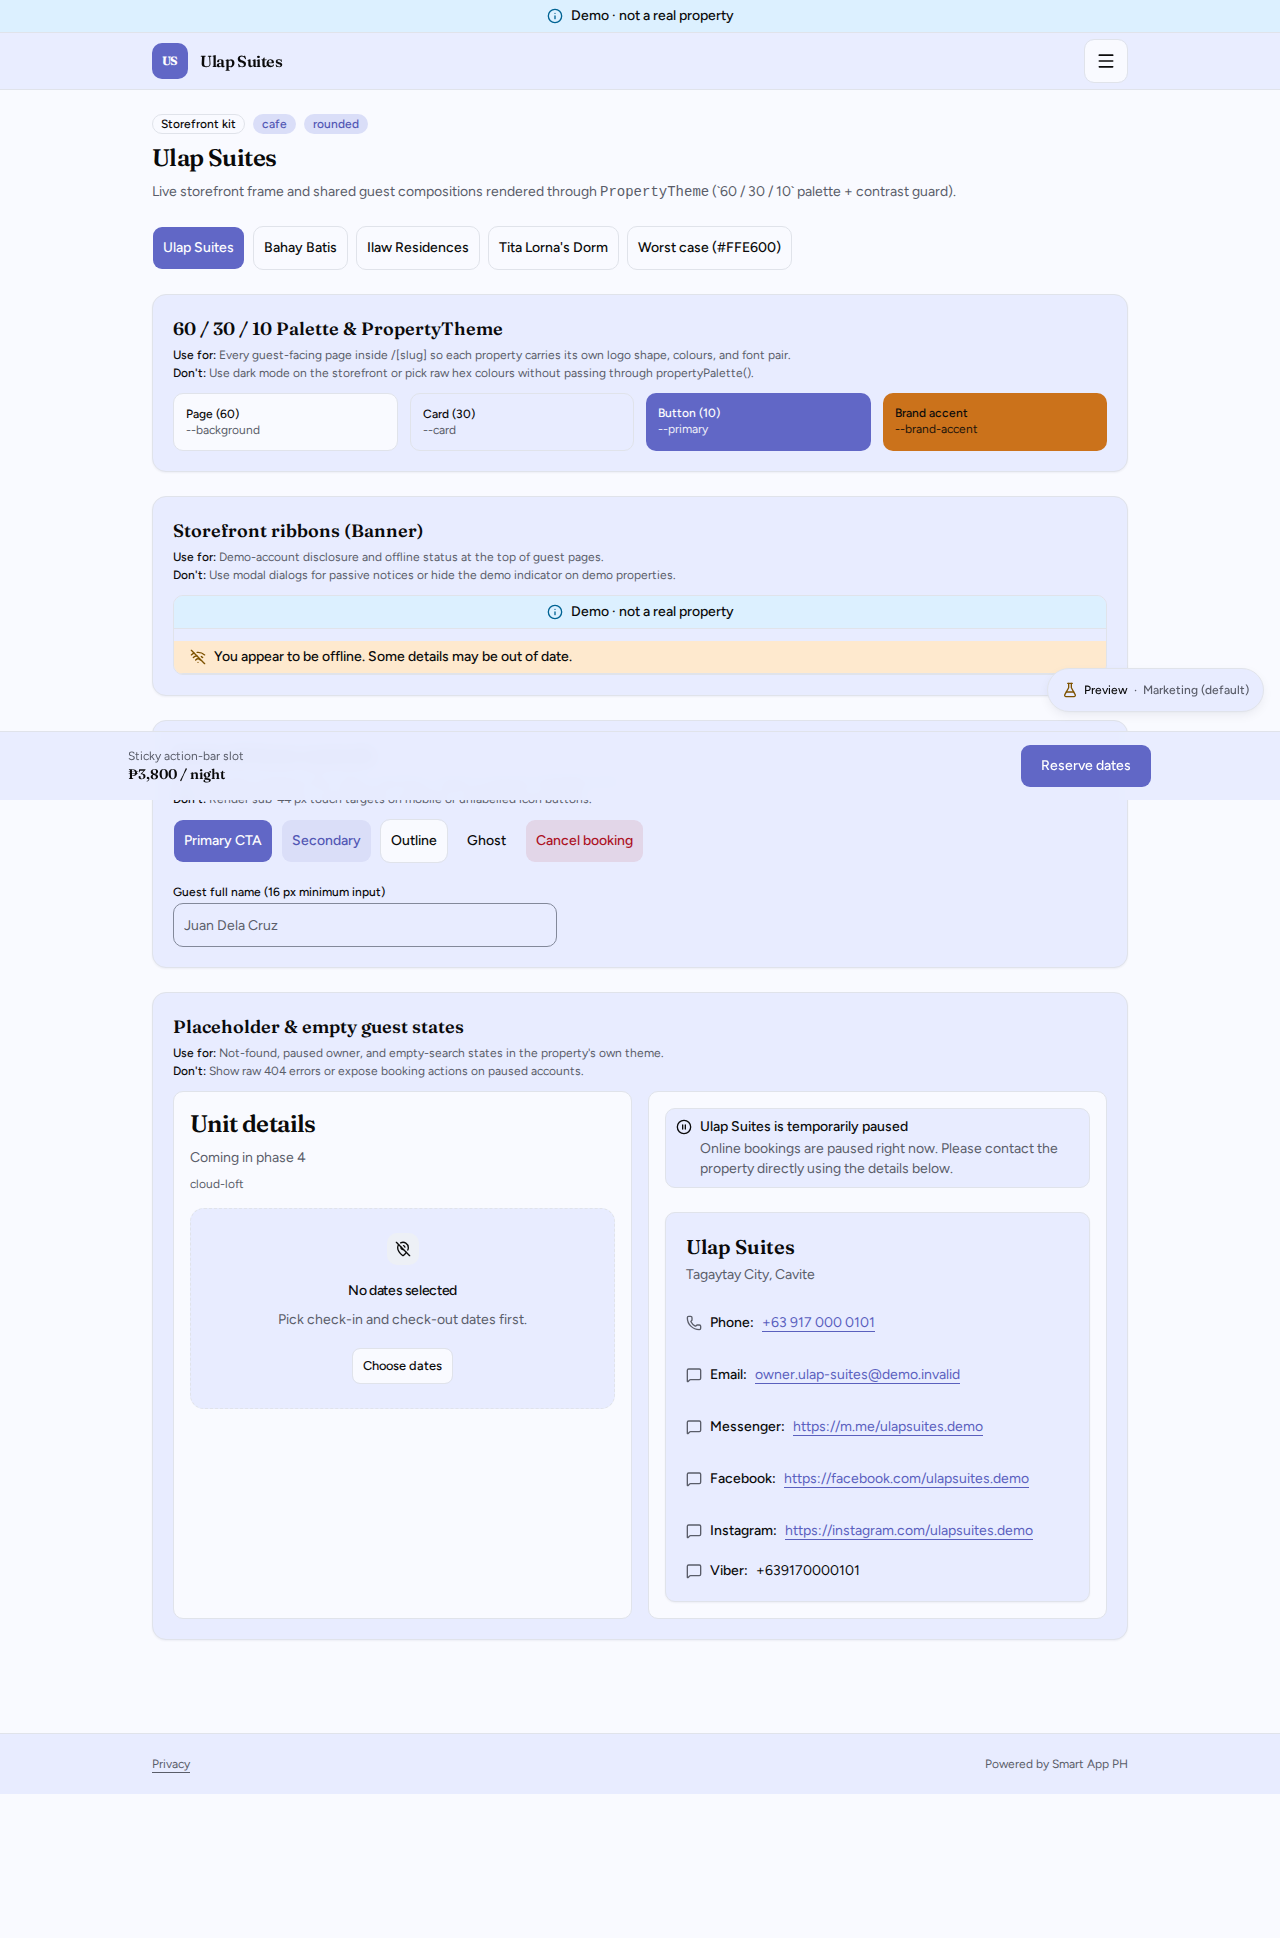 Demo · not a real property
US
Ulap Suites
Storefront kit
cafe
rounded
Ulap Suites
Live storefront frame and shared guest compositions rendered through PropertyTheme (`60 / 30 / 10` palette + contrast guard).
Ulap Suites
Bahay Batis
Ilaw Residences
Tita Lorna's Dorm
Worst case (#FFE600)
60 / 30 / 10 Palette & PropertyTheme
Use for: Every guest-facing page inside /[slug] so each property carries its own logo shape, colours, and font pair.
Don't: Use dark mode on the storefront or pick raw hex colours without passing through propertyPalette().
Page (60)
--background
Card (30)
--card
Button (10)
--primary
Brand accent
--brand-accent
Storefront ribbons (Banner)
Use for: Demo-account disclosure and offline status at the top of guest pages.
Don't: Use modal dialogs for passive notices or hide the demo indicator on demo properties.
Demo · not a real property
You appear to be offline. Some details may be out of date.
Preview · Marketing (default)
Sticky action-bar slot
₱3,800 / night
Reserve dates
Don't: Render sub-44 px touch targets on mobile or unlabelled icon buttons.
Primary CTA
Secondary
Outline
Ghost
Cancel booking
Guest full name (16 px minimum input)
Juan Dela Cruz
Placeholder & empty guest states
Use for: Not-found, paused owner, and empty-search states in the property's own theme.
Don't: Show raw 404 errors or expose booking actions on paused accounts.
Unit details
Coming in phase 4
cloud-loft
No dates selected
Pick check-in and check-out dates first.
Choose dates
Ulap Suites is temporarily paused
Online bookings are paused right now. Please contact the
property directly using the details below.
Ulap Suites
Tagaytay City, Cavite
Phone: +63 917 000 0101
Email: owner.ulap-suites@demo.invalid
Messenger: https://m.me/ulapsuites.demo
Facebook: https://facebook.com/ulapsuites.demo
Instagram: https://instagram.com/ulapsuites.demo
Viber: +639170000101
Privacy
Powered by Smart App PH